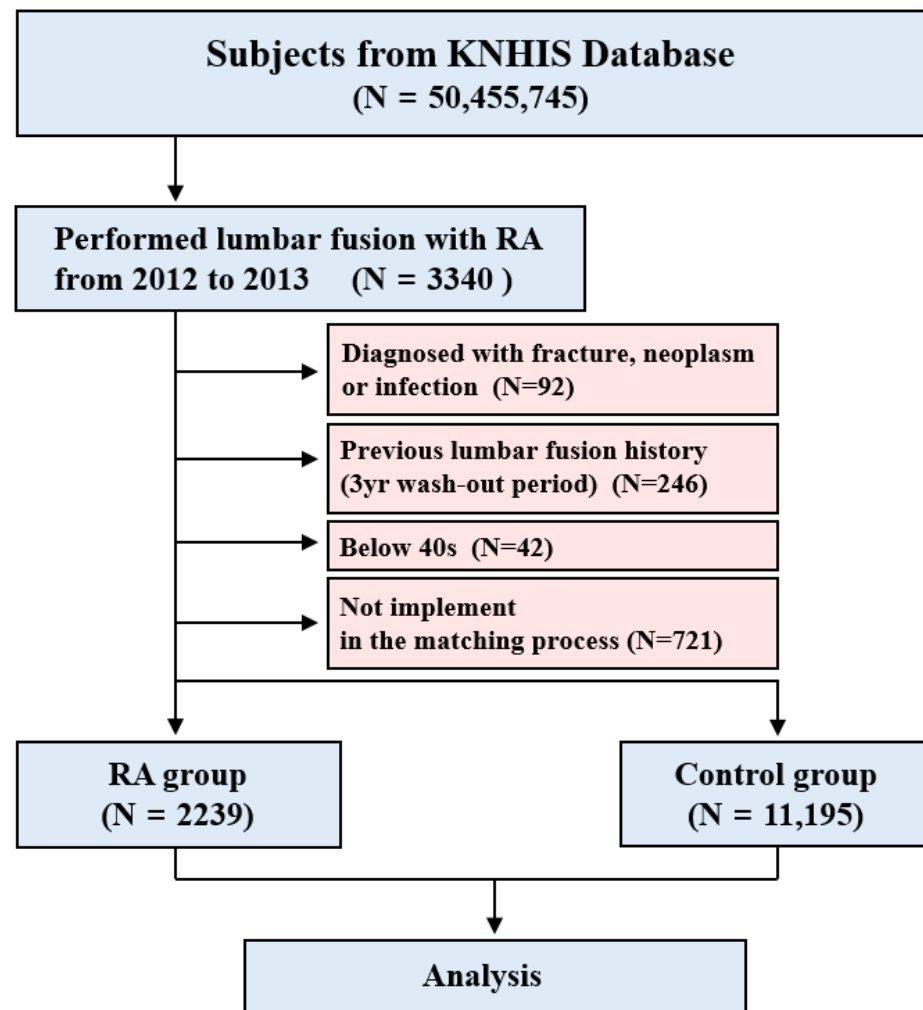 Subjects from KNHIS Database
(N = 50,455,745)
Performed lumbar fusion with RA
from 2012 to 2013 (N = 3340 )
Diagnosed with fracture, neoplasm
or infection (N=92)
Previous lumbar fusion history
(3yr wash-out period) (N=246)
Below 40s (N=42)
Not implement
in the matching process (N=721)
RA group
(N = 2239)
Control group
(N = 11,195)
Analysis